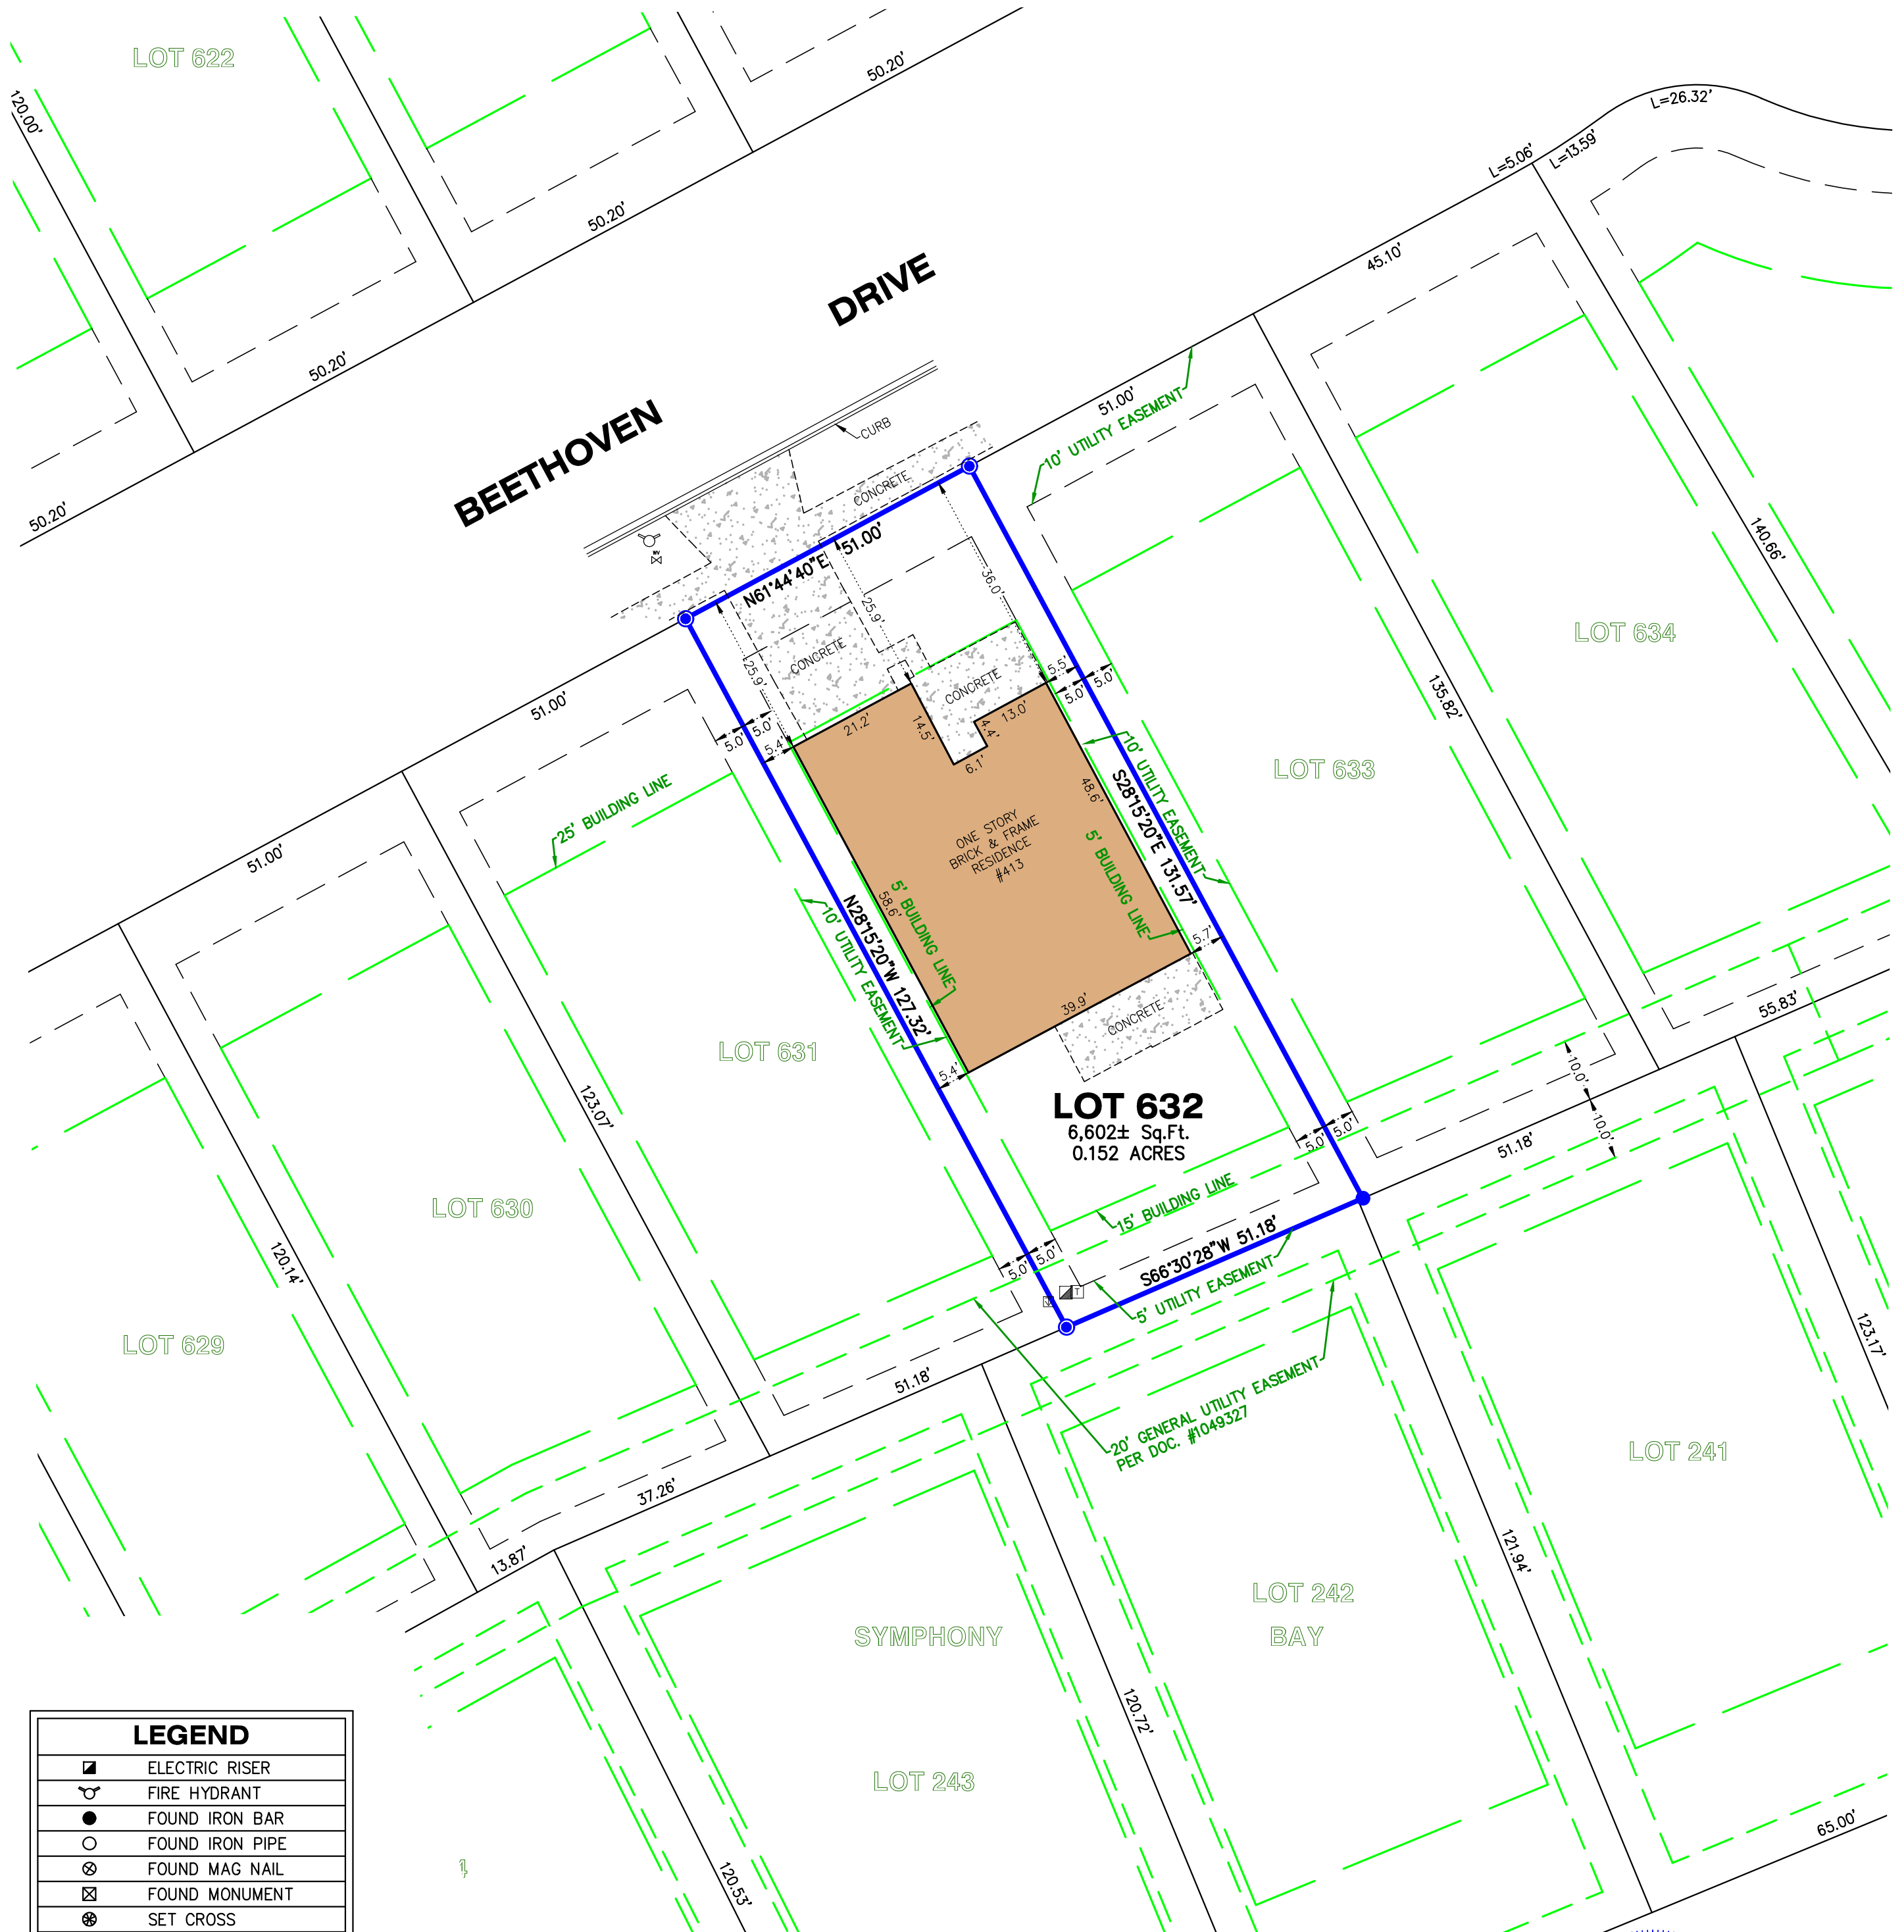 LOT 622
120.00'
50.20'
50.20'
50.20'
50.20'
L=26.32'
L=5.06'
L=13.59'
45.10'
BEETHOVEN DRIVE
CURB
CONCRETE
51.00'
10' UTILITY EASEMENT
N61°44'40"E 51.00'
25.9'
25.9'
36.0'
CONCRETE
CONCRETE
5.5'
5.0'
5.0'
5.0'
5.0'
5.4'
21.2'
14.5'
6.1'
4.4'
13.0'
48.6'
ONE STORY
BRICK & FRAME
RESIDENCE
#413
5' BUILDING LINE
5' BUILDING LINE
58.6'
10' UTILITY EASEMENT
10' UTILITY EASEMENT
S28°15'20"E 131.57'
N28°15'20"W 127.32'
5.7'
39.9'
CONCRETE
5.4'
LOT 632
6,602± Sq.Ft.
0.152 ACRES
15' BUILDING LINE
5.0'
5.0'
5.0'
5.0'
S66°30'28"W 51.18'
5' UTILITY EASEMENT
T
20' GENERAL UTILITY EASEMENT
PER DOC. #1049327
51.00'
51.00'
25' BUILDING LINE
LOT 631
LOT 630
LOT 629
123.07'
120.14'
LOT 633
LOT 634
135.82'
140.66'
55.83'
10.0'
10.0'
51.18'
51.18'
37.26'
13.87'
LOT 241
123.17'
121.94'
LOT 242
SYMPHONY BAY
LOT 243
120.72'
120.53'
65.00'
LEGEND
ELECTRIC RISER
FIRE HYDRANT
FOUND IRON BAR
FOUND IRON PIPE
FOUND MAG NAIL
FOUND MONUMENT
SET CROSS